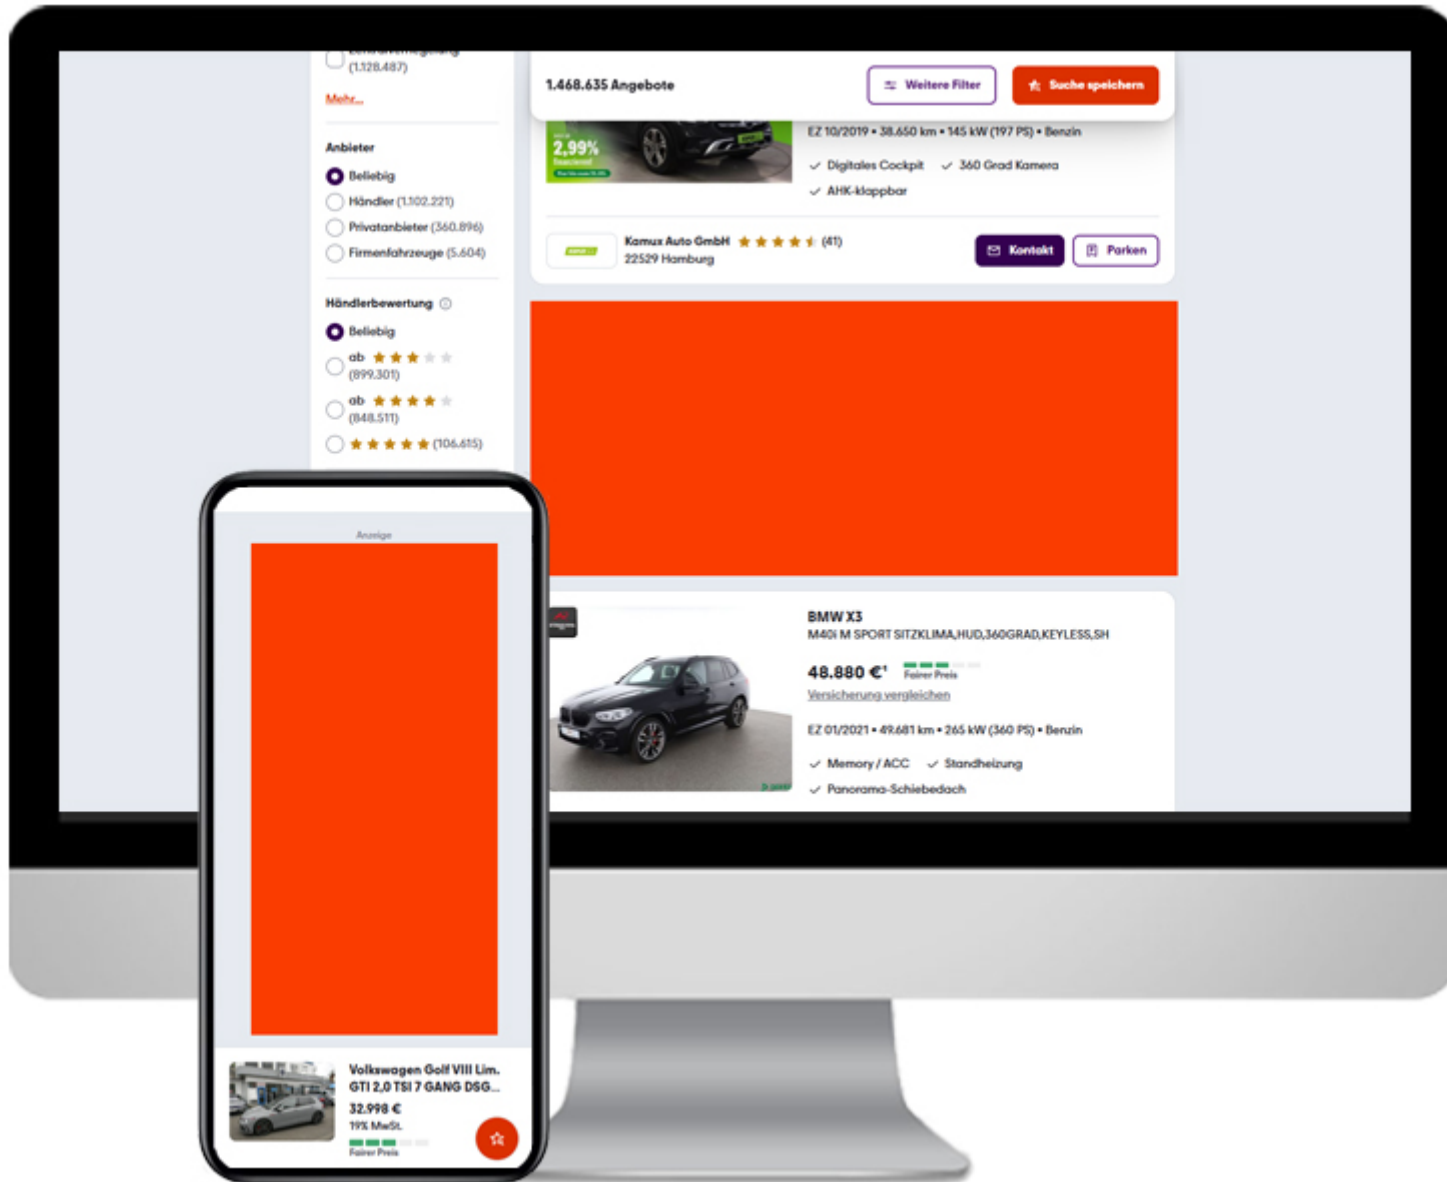 (1.128.487)
Mehr...
Anbieter
Beliebig
Händler (1.102.221)
Privatanbieter (360.896)
Firmenfahrzeuge (5.604)
Händlerbewertung
Beliebig
ab
(899.301)
ab
(848.511)
(106.615)
1.468.635 Angebote
Weitere Filter
Suche speichern
2,99%
EZ 10/2019 • 38.650 km • 145 kW (197 PS) • Benzin
Digitales Cockpit
360 Grad Kamera
AHK-klappbar
Kamux Auto GmbH
(41)
22529 Hamburg
Kontakt
Parken
BMW X3
M40i M SPORT SITZKLIMA,HUD,360GRAD,KEYLESS,SH
48.880 €¹
Fairer Preis
Versicherung vergleichen
EZ 01/2021 • 49.681 km • 265 kW (360 PS) • Benzin
Memory / ACC
Standheizung
Panorama-Schiebedach
Anzeige
Volkswagen Golf VIII Lim.
GTI 2,0 TSI 7 GANG DSG...
32.998 €
19% MwSt.
Fairer Preis